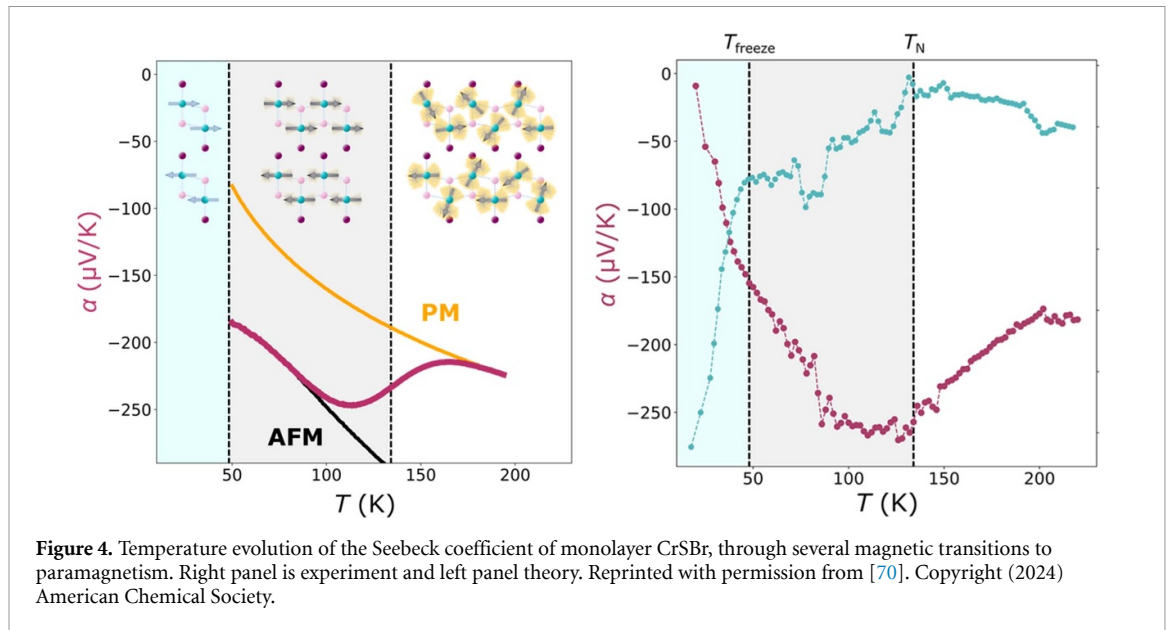 T_freeze
T_N
0
−50
−100
−150
−200
−250
α (μV/K)
PM
AFM
50
100
150
200
T (K)
0
−50
−100
−150
−200
−250
α (μV/K)
50
100
150
200
T (K)
Figure 4. Temperature evolution of the Seebeck coefficient of monolayer CrSBr, through several magnetic transitions to
paramagnetism. Right panel is experiment and left panel theory. Reprinted with permission from [70]. Copyright (2024)
American Chemical Society.